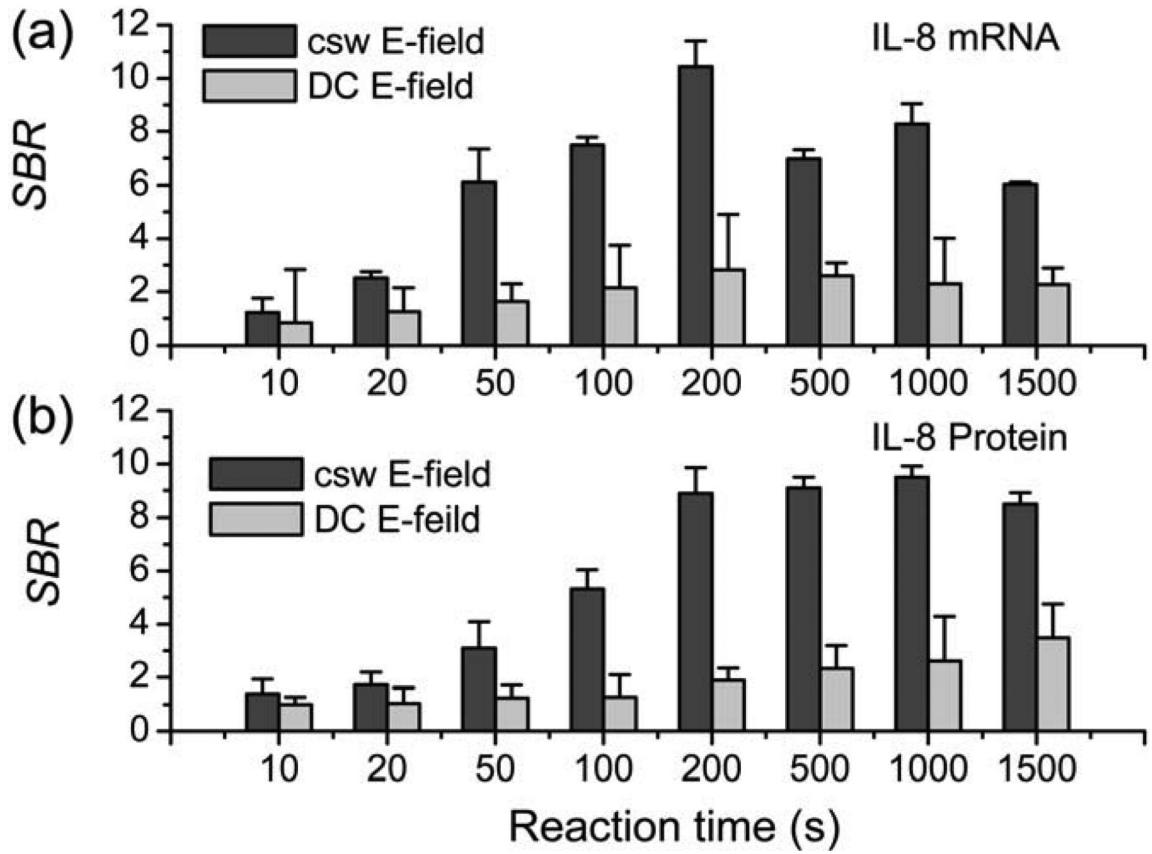 (a)
csw E-field
DC E-field
IL-8 mRNA
SBR
12
10
8
6
4
2
0
10 20 50 100 200 500 1000 1500
(b)
csw E-field
DC E-feild
IL-8 Protein
SBR
12
10
8
6
4
2
0
10 20 50 100 200 500 1000 1500
Reaction time (s)